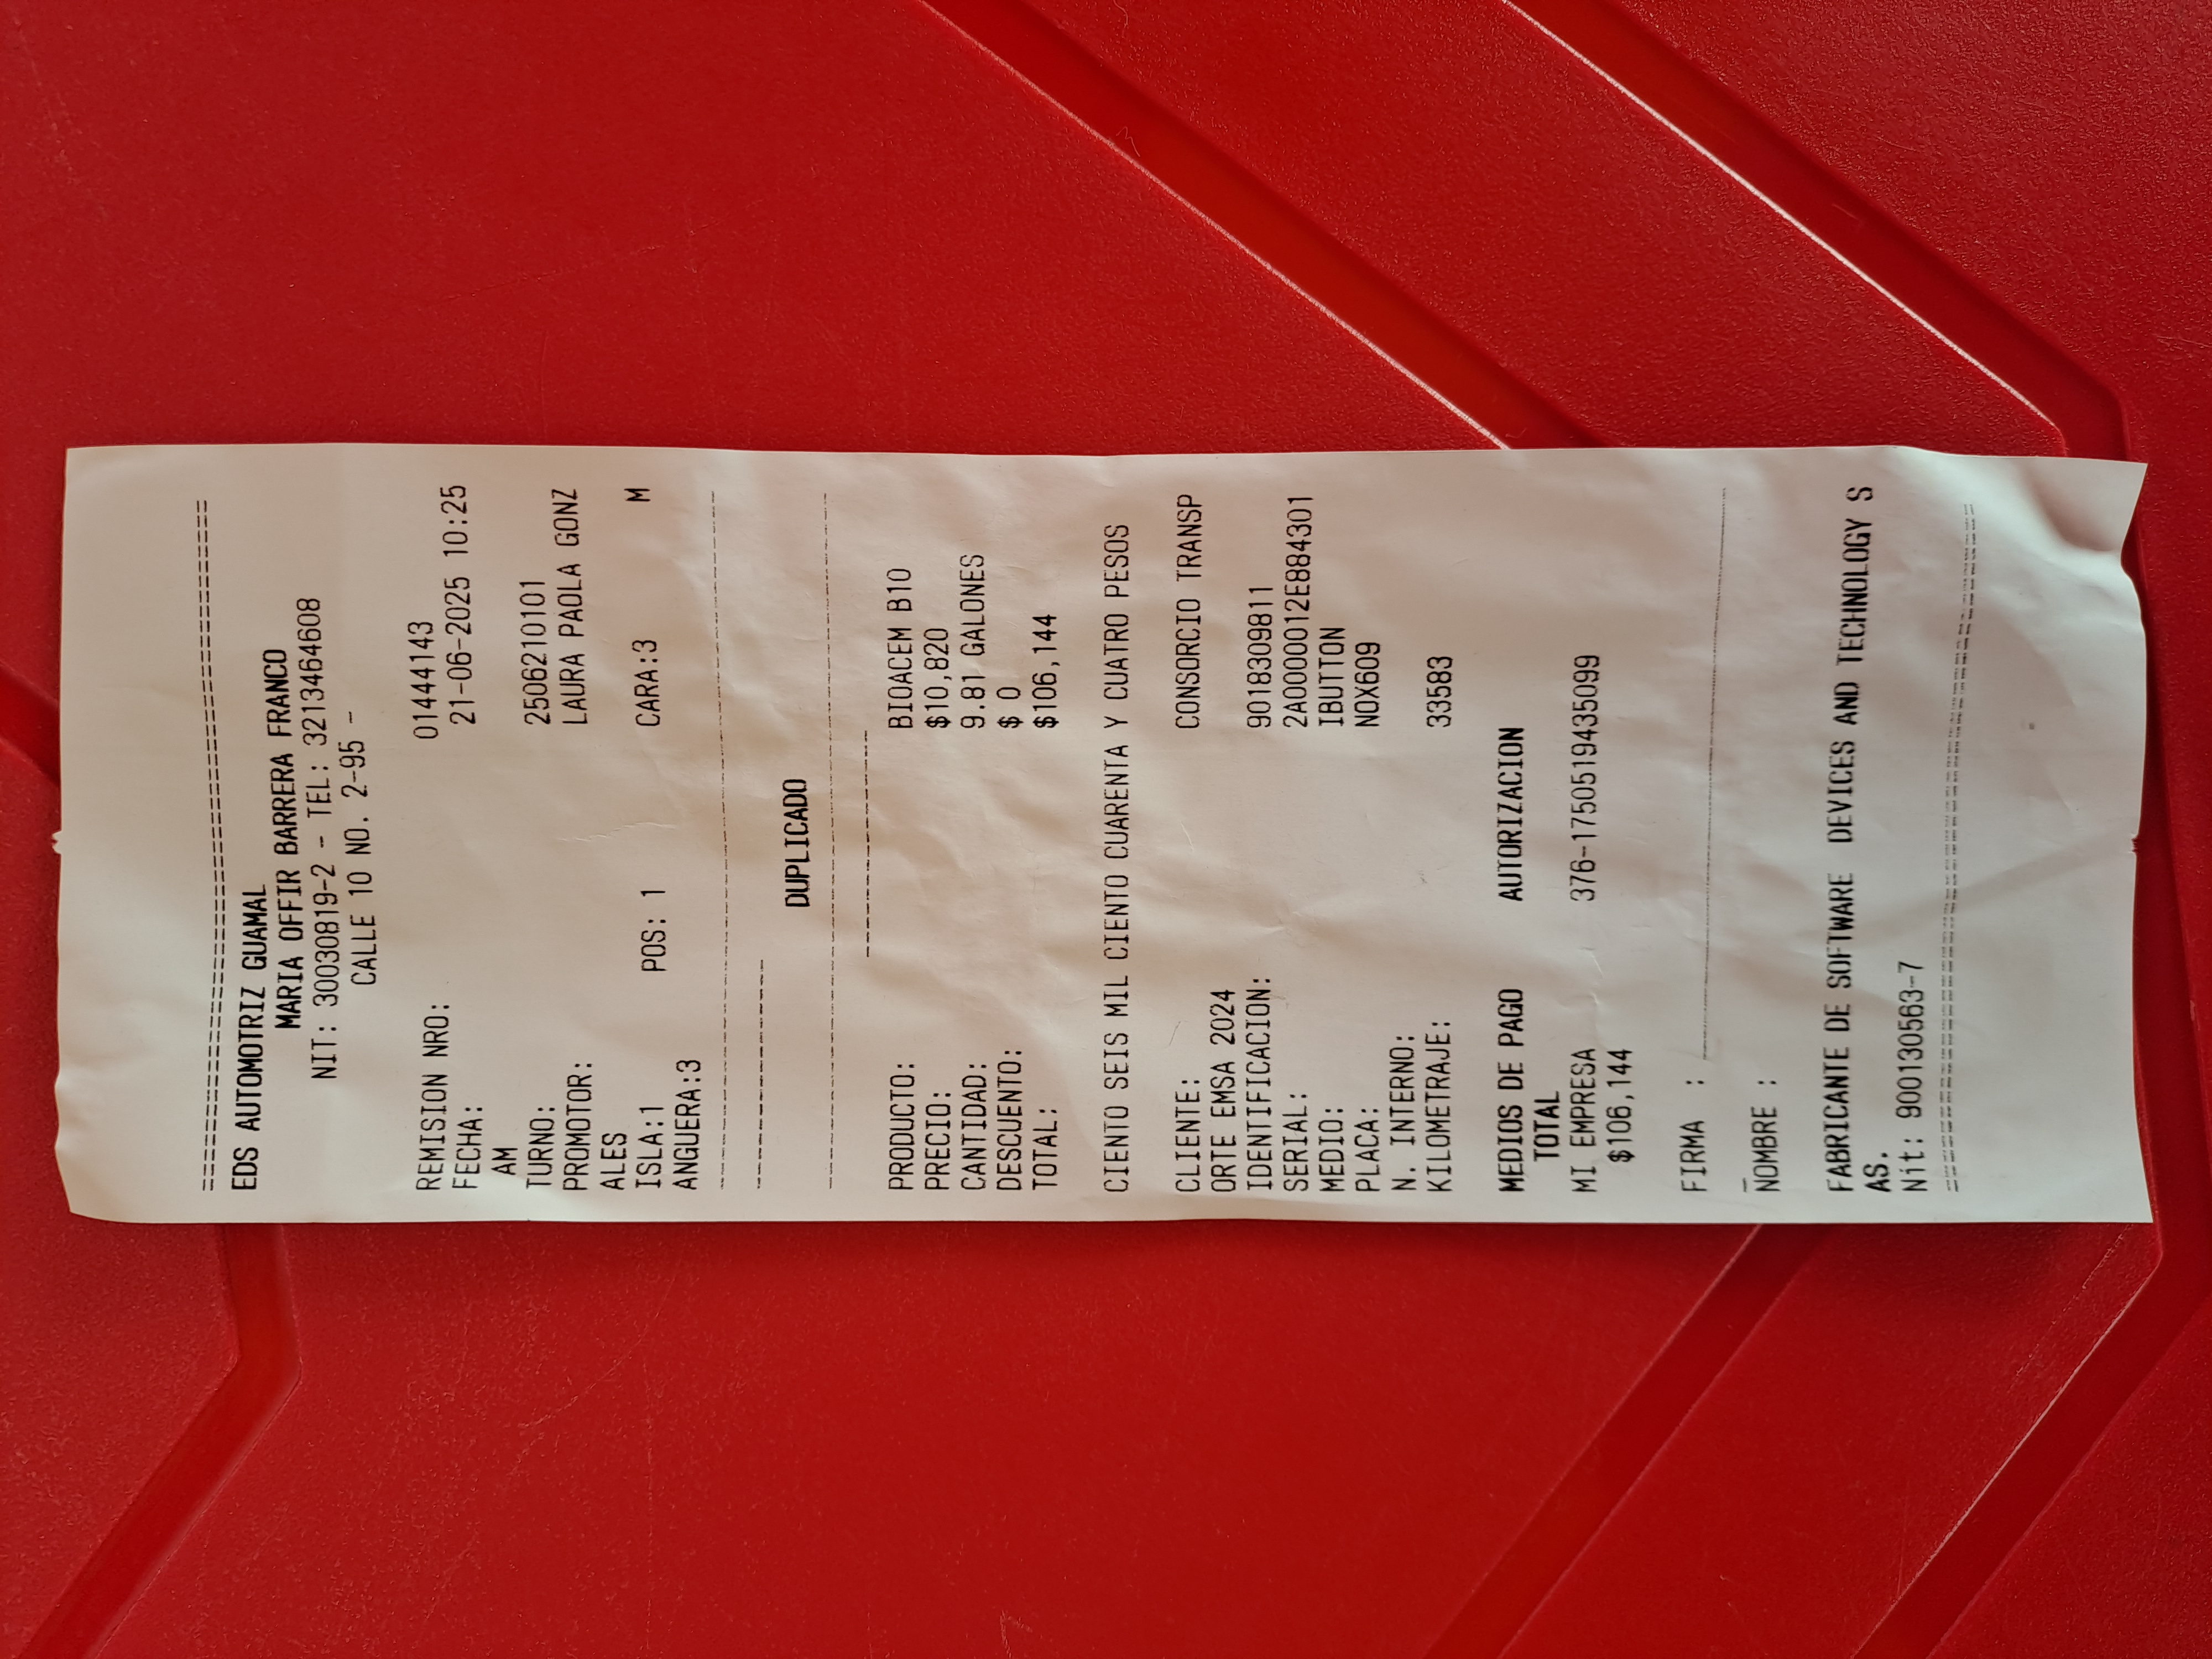 EDS AUTOMOTRIZ GUAMAL
MARIA OFFIR BARRERA FRANCO
NIT: 30030819-2 - TEL: 3213464608
CALLE 10 NO. 2-95 -
REMISION NRO: 01444143
FECHA: 21-06-2025 10:25
AM
TURNO: 250621010​1
PROMOTOR: LAURA PAOLA GONZ
ALES
ISLA:1 POS: 1 CARA:3 M
ANGUERA:3
DUPLICADO
PRODUCTO: BIOACEM B10
PRECIO: $10,820
CANTIDAD: 9.81 GALONES
DESCUENTO: $ 0
TOTAL: $106,144
CIENTO SEIS MIL CIENTO CUARENTA Y CUATRO PESOS
CLIENTE: CONSORCIO TRANSP
ORTE EMSA 2024
IDENTIFICACION: 9018309811
SERIAL: 2A0000012E884301
MEDIO: IBUTTON
PLACA: NOX609
N. INTERNO:
KILOMETRAJE: 33583
MEDIOS DE PAGO AUTORIZACION
TOTAL
MI EMPRESA 376-1750519435099
$106,144
FIRMA :
NOMBRE :
FABRICANTE DE SOFTWARE DEVICES AND TECHNOLOGY S
AS.
Nit: 900130563-7